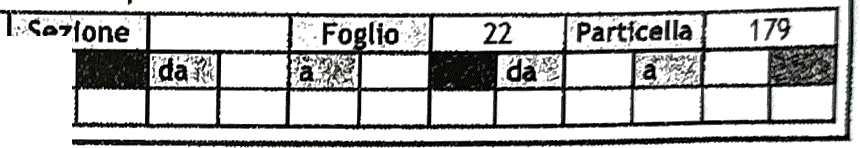 Sezione Foglio 22 Particella 179
da a da a